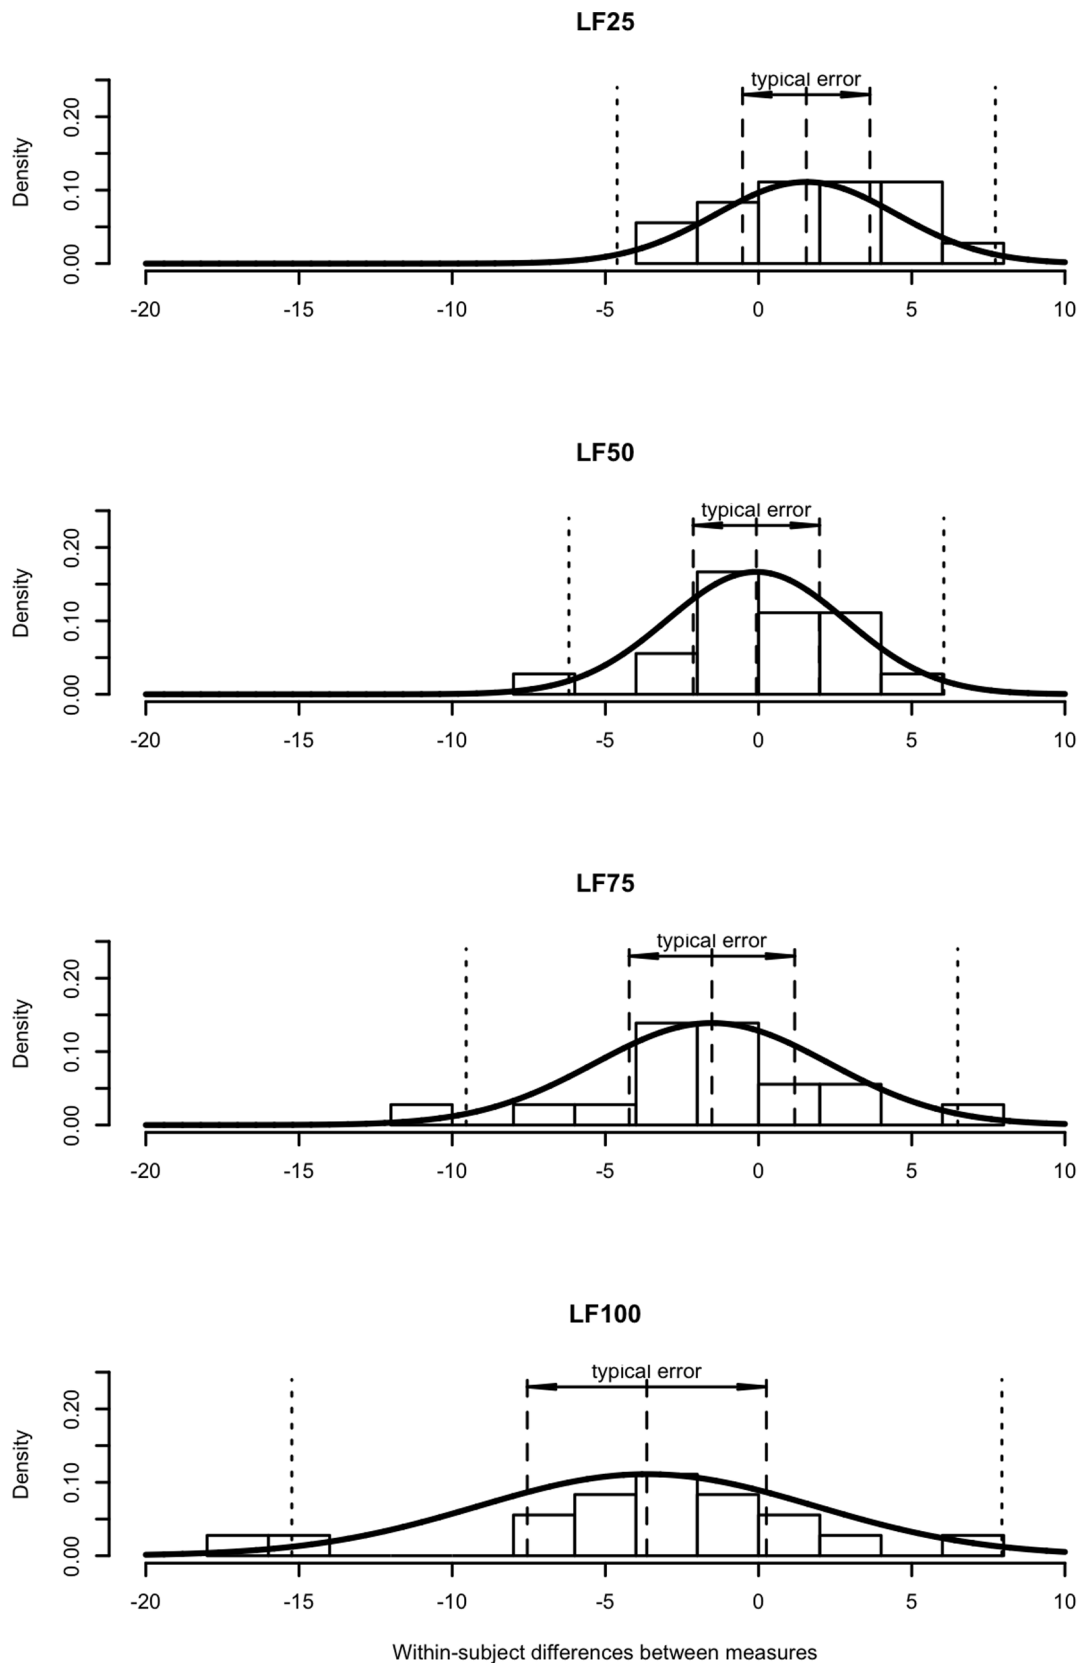 LF25
typical error
Density
0.00 0.10 0.20
-20 -15 -10 -5 0 5 10
LF50
typical error
Density
0.00 0.10 0.20
-20 -15 -10 -5 0 5 10
LF75
typical error
Density
0.00 0.10 0.20
-20 -15 -10 -5 0 5 10
LF100
typical error
Density
0.00 0.10 0.20
-20 -15 -10 -5 0 5 10
Within-subject differences between measures